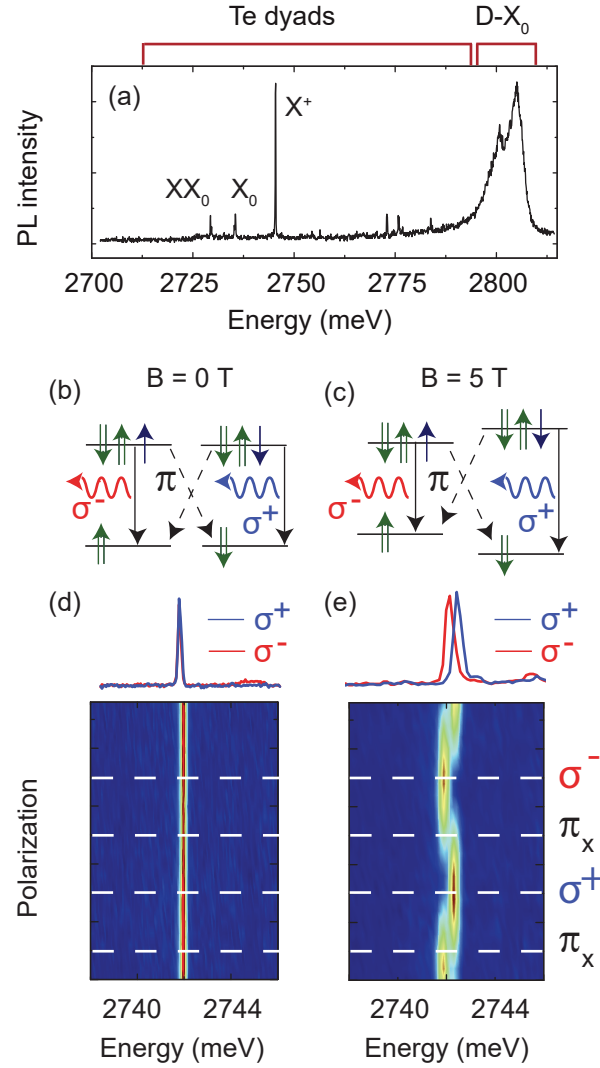 Te dyads D-X₀
(a)
X⁺
XX₀ X₀
PL intensity
2700 2725 2750 2775 2800
Energy (meV)
(b) B = 0 T (c) B = 5 T
σ⁻ π σ⁺ σ⁻ π σ⁺
(d) σ⁺ (e) σ⁺
σ⁻ σ⁻
σ⁻
πₓ
σ⁺
πₓ
Polarization
2740 2744 2740 2744
Energy (meV) Energy (meV)